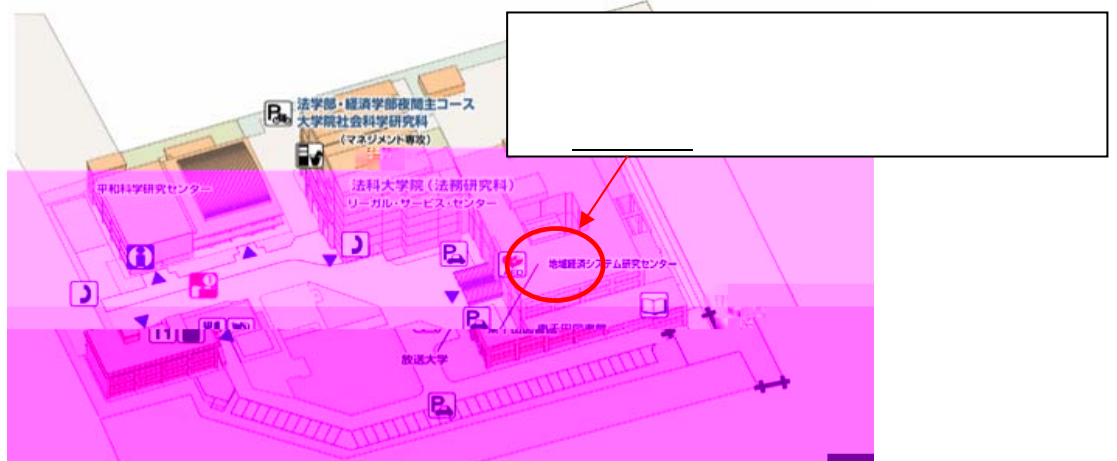 法学部・経済学部夜間主コース
大学院社会科学研究科
(マネジメント専攻)
平和科学研究センター
法科大学院(法務研究科)
リーガル・サービス・センター
地域経済システム研究センター
放送大学
P
P
P
P